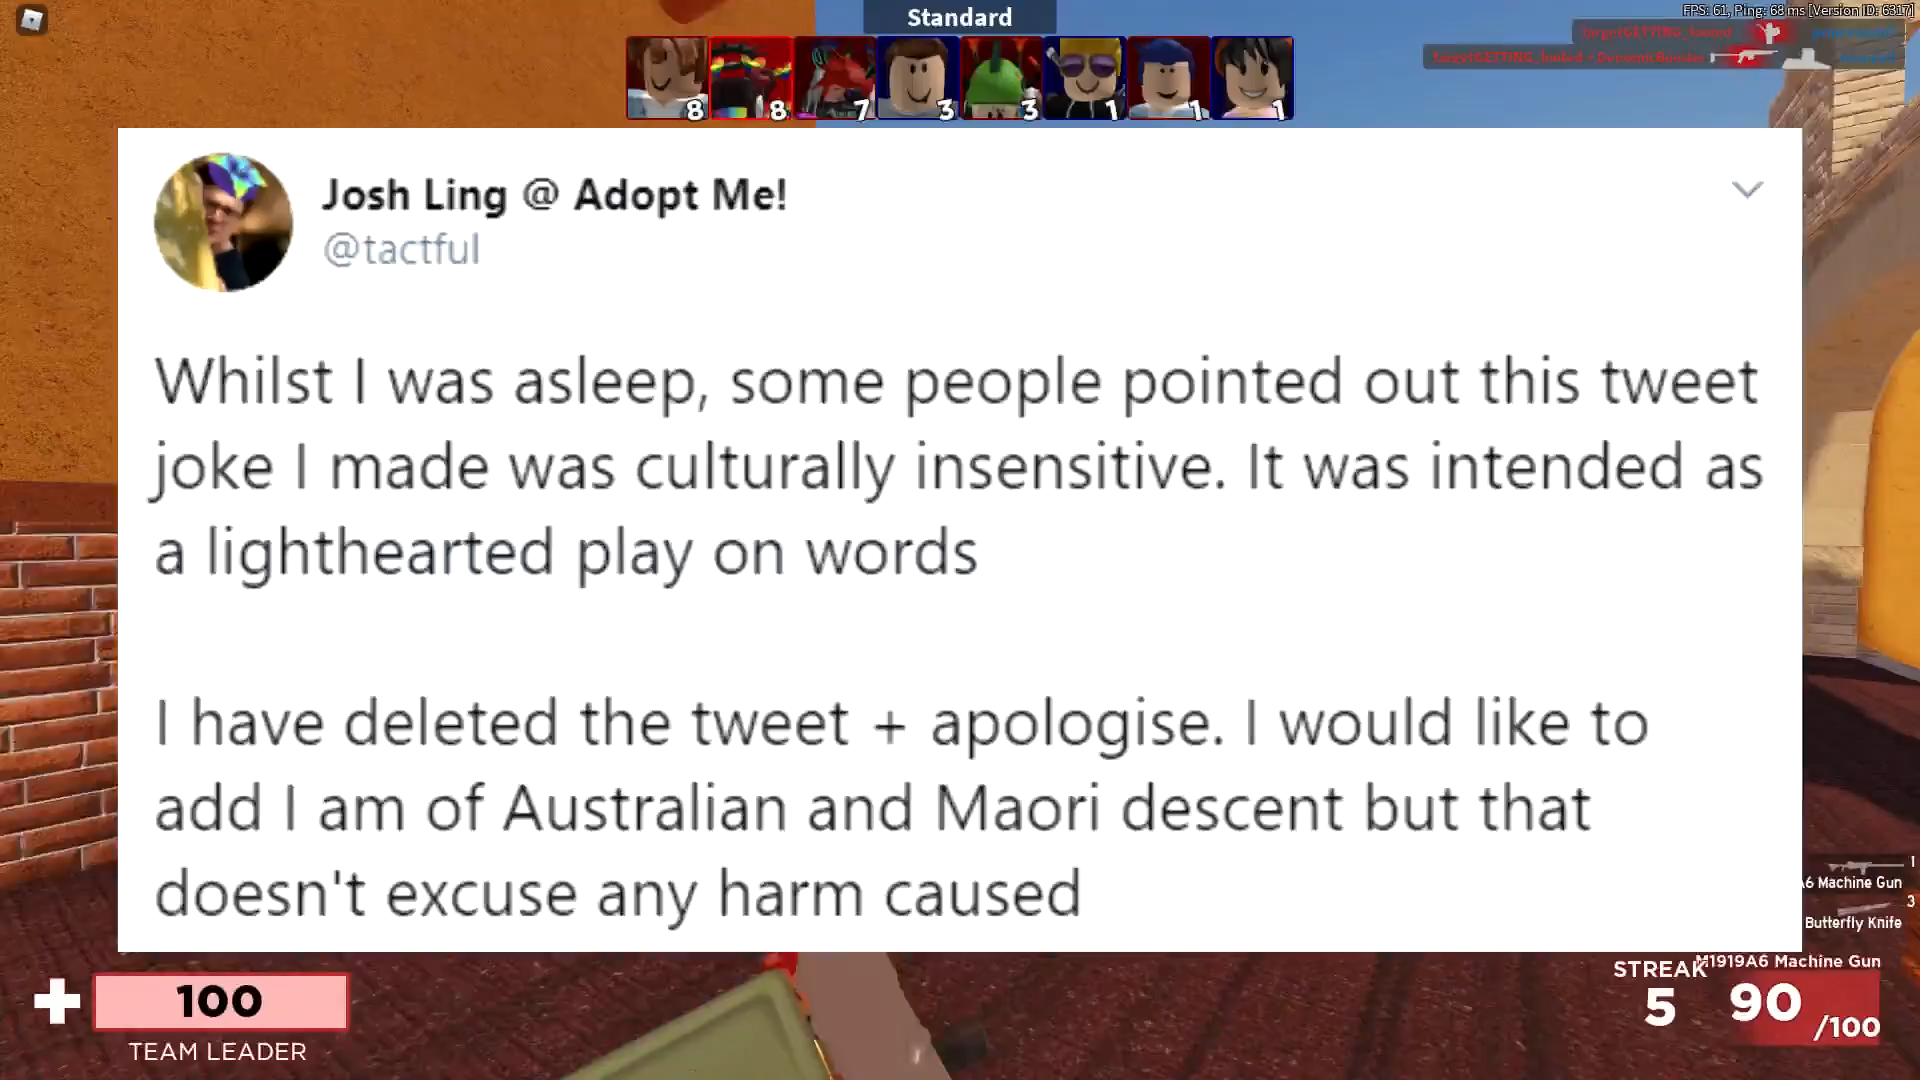 Standard
FPS: 61, Ping: 68 ms [Version ID: 6317]
8 8 7 3 3 1 1 1
Josh Ling @ Adopt Me!
@tactful
Whilst I was asleep, some people pointed out this tweet
joke I made was culturally insensitive. It was intended as
a lighthearted play on words
I have deleted the tweet + apologise. I would like to
add I am of Australian and Maori descent but that
doesn't excuse any harm caused
1
Machine Gun
3
Butterfly Knife
M1919A6 Machine Gun
STREAK
5
90
/100
100
TEAM LEADER